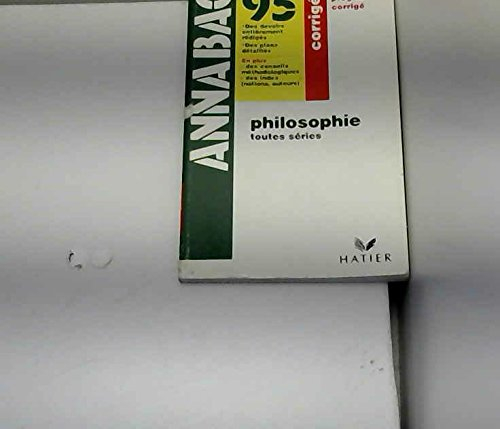 ANNABAC
95
· Des devoirs
entièrement
rédigés
· Des plans
détaillés
En plus
- des conseils
méthodologiques
- des index
(notions, auteurs)
corrigé
corrigé
philosophie
toutes séries
HATIER